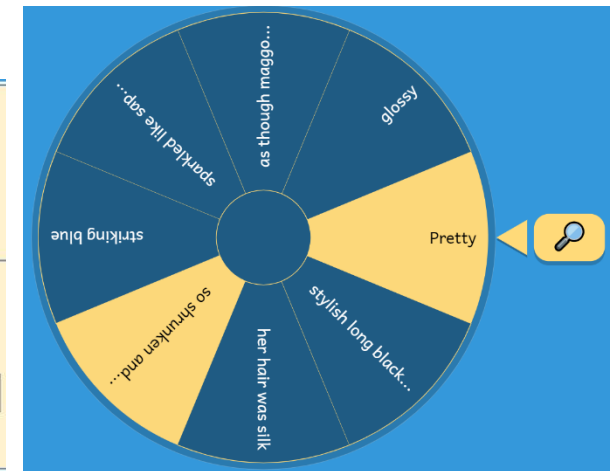 as though maggo...
glossy
Pretty
stylish long black...
her hair was silk
so shrunken and...
striking blue
sparkled like sap...